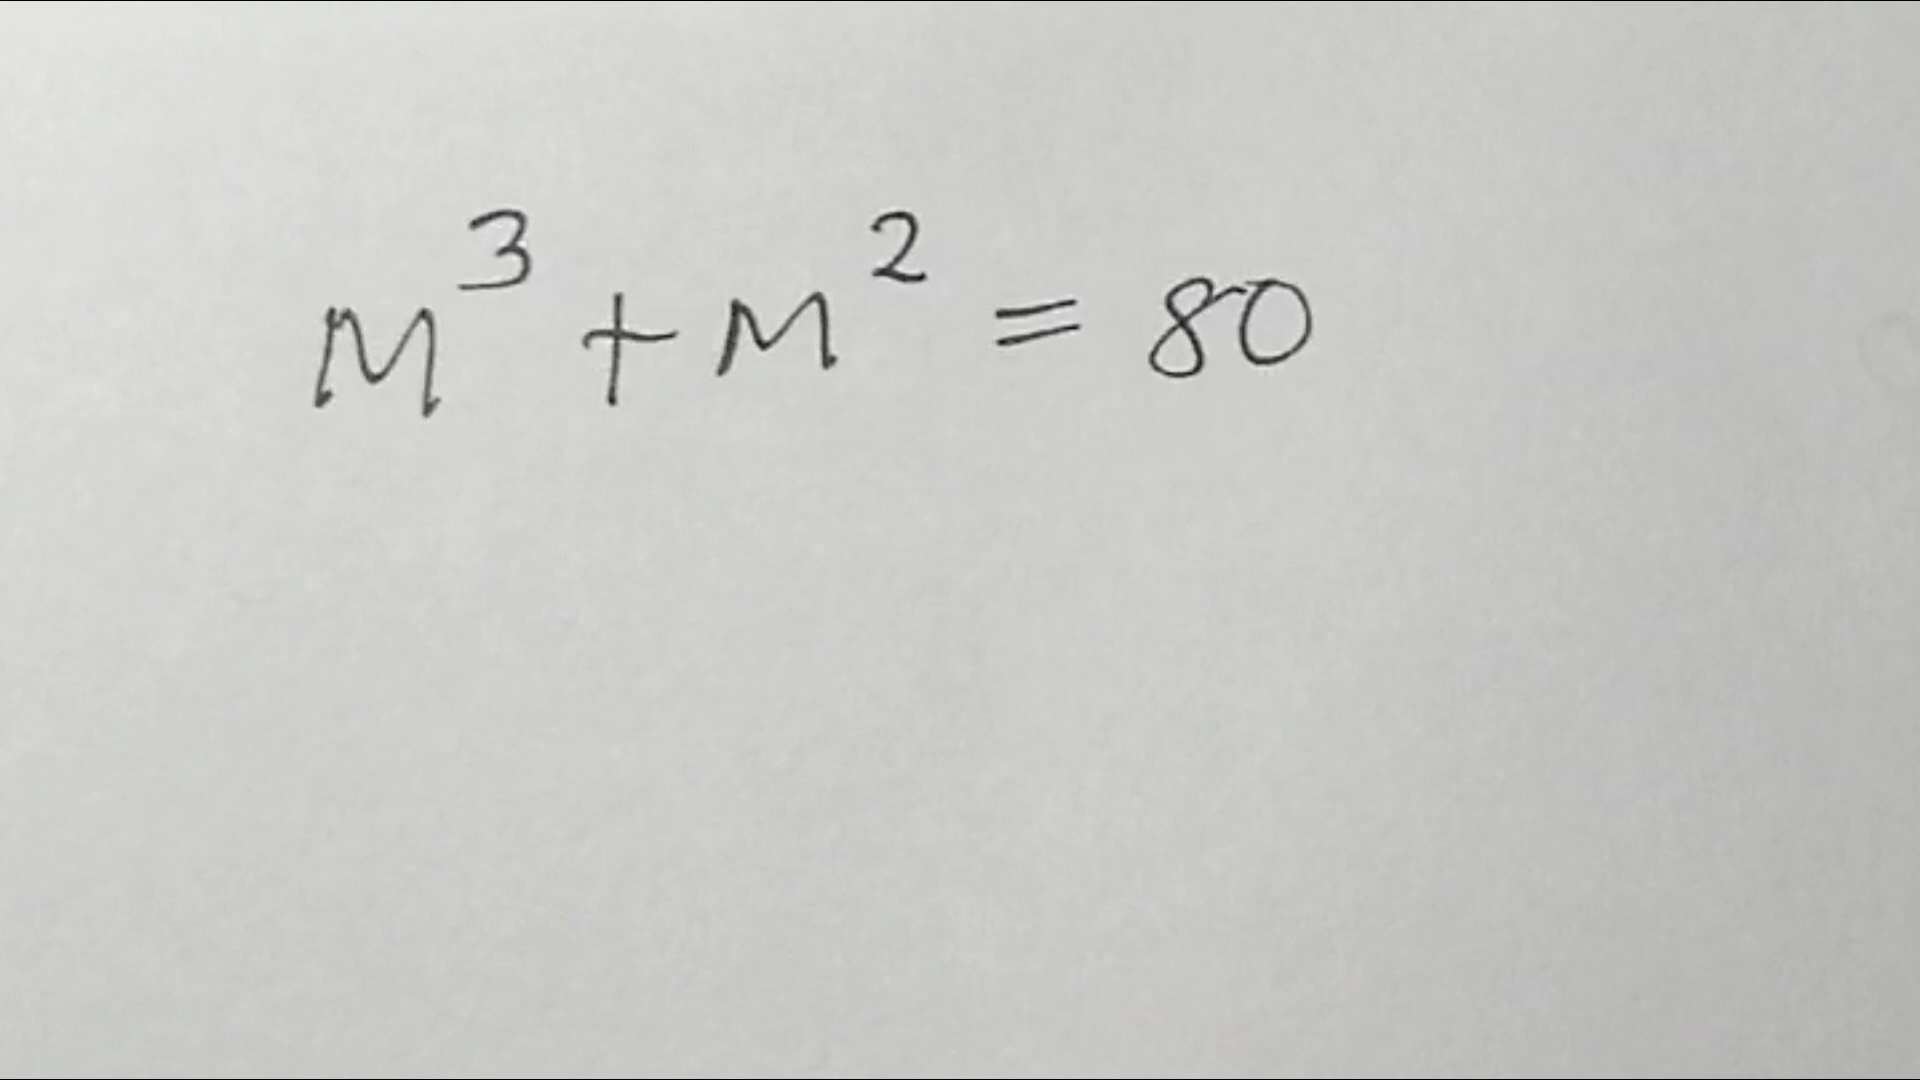 M³ + M² = 80